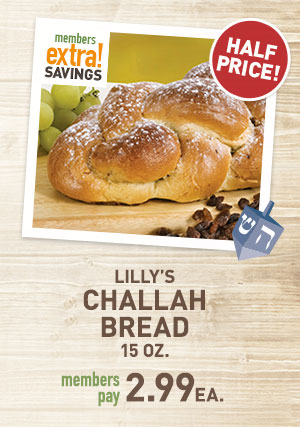 members
extra!
SAVINGS
HALF
PRICE!
ש ה
LILLY'S
CHALLAH
BREAD
15 OZ.
members
pay 2.99EA.